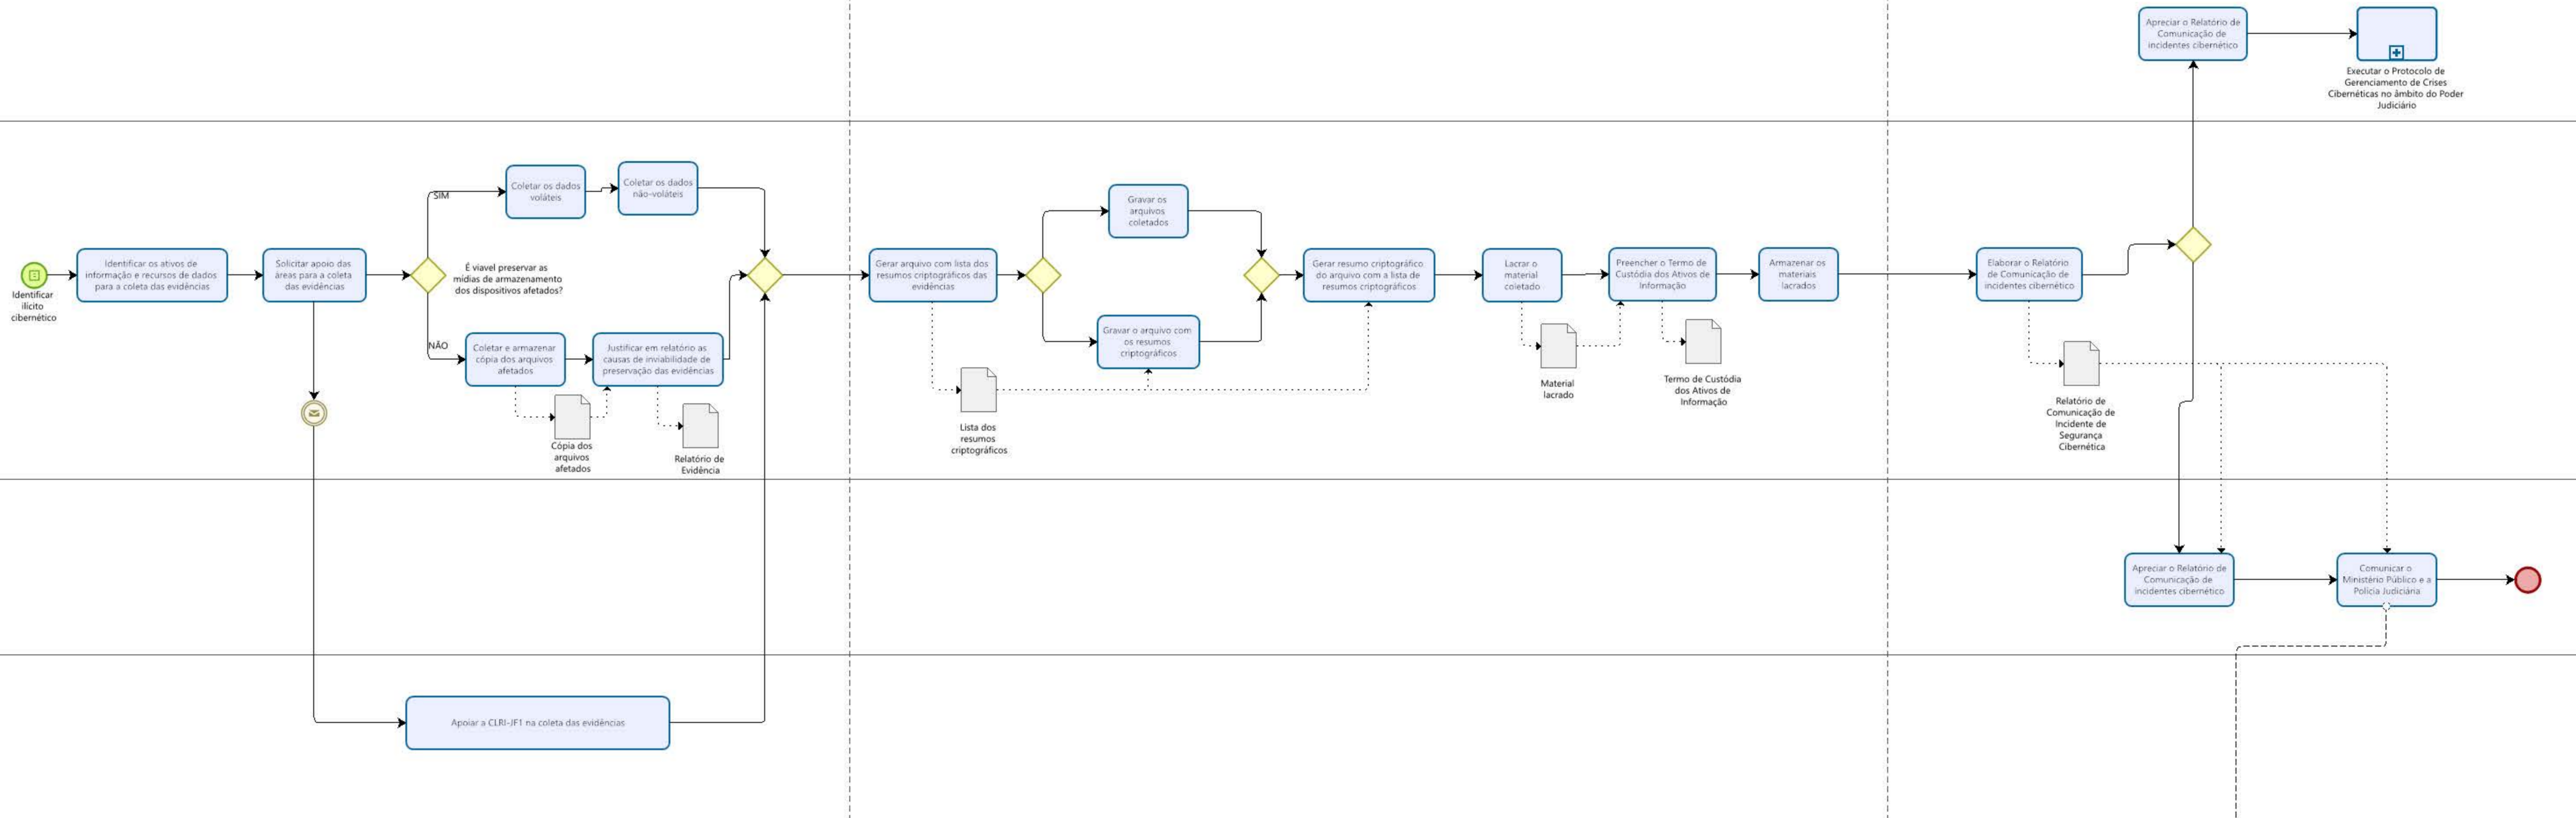 Apreciar o Relatório de
Comunicação de
incidentes cibernético
Executar o Protocolo de
Gerenciamento de Crises
Cibernéticas no âmbito do Poder
Judiciário
Identificar
ilícito
cibernético
Identificar os ativos de
informação e recursos de dados
para a coleta das evidências
Solicitar apoio das
áreas para a coleta
das evidências
SIM
É viavel preservar as
mídias de armazenamento
dos dispositivos afetados?
NÃO
Coletar os dados
voláteis
Coletar os dados
não-voláteis
Coletar e armazenar
cópia dos arquivos
afetados
Justificar em relatório as
causas de inviabilidade de
preservação das evidências
Cópia dos
arquivos
afetados
Relatório de
Evidência
Gerar arquivo com lista dos
resumos criptográficos das
evidências
Lista dos
resumos
criptográficos
Gravar os
arquivos
coletados
Gravar o arquivo com
os resumos
criptográficos
Gerar resumo criptográfico
do arquivo com a lista de
resumos criptográficos
Lacrar o
material
coletado
Material
lacrado
Preencher o Termo de
Custódia dos Ativos de
Informação
Termo de Custódia
dos Ativos de
Informação
Armazenar os
materiais
lacrados
Elaborar o Relatório
de Comunicação de
incidentes cibernético
Relatório de
Comunicação de
Incidente de
Segurança
Cibernética
Apreciar o Relatório de
Comunicação de
incidentes cibernético
Comunicar o
Ministério Público e a
Polícia Judiciária
Apoiar a CLRI-JF1 na coleta das evidências